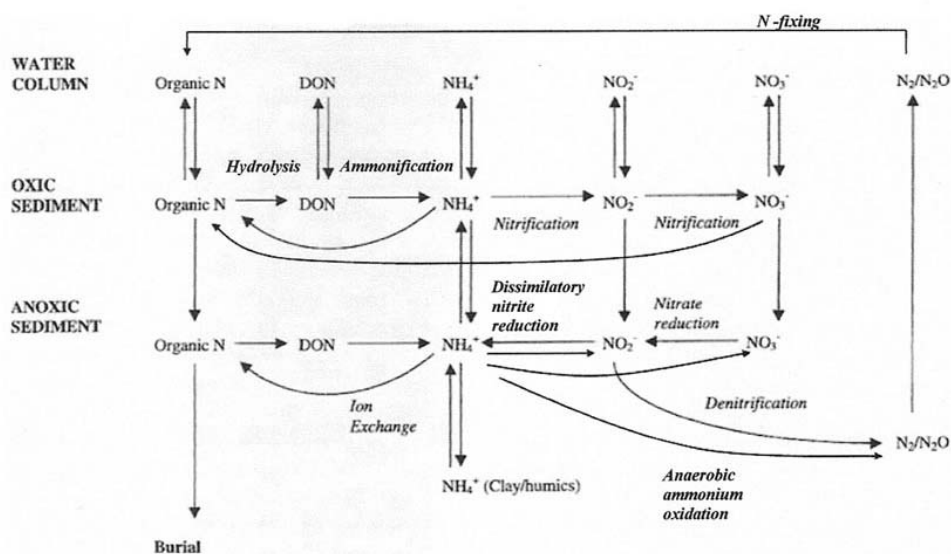 N -fixing
WATER
COLUMN
Organic N DON NH₄⁺ NO₂⁻ NO₃⁻ N₂/N₂O
Hydrolysis Ammonification
OXIC
SEDIMENT
Organic N DON NH₄⁺ NO₂⁻ NO₃⁻
Nitrification Nitrification
ANOXIC
SEDIMENT
Dissimilatory
nitrite
reduction
Nitrate
reduction
Organic N DON NH₄⁺ NO₂⁻ NO₃⁻
Ion
Exchange
Denitrification
N₂/N₂O
NH₄⁺ (Clay/humics)
Anaerobic
ammonium
oxidation
Burial